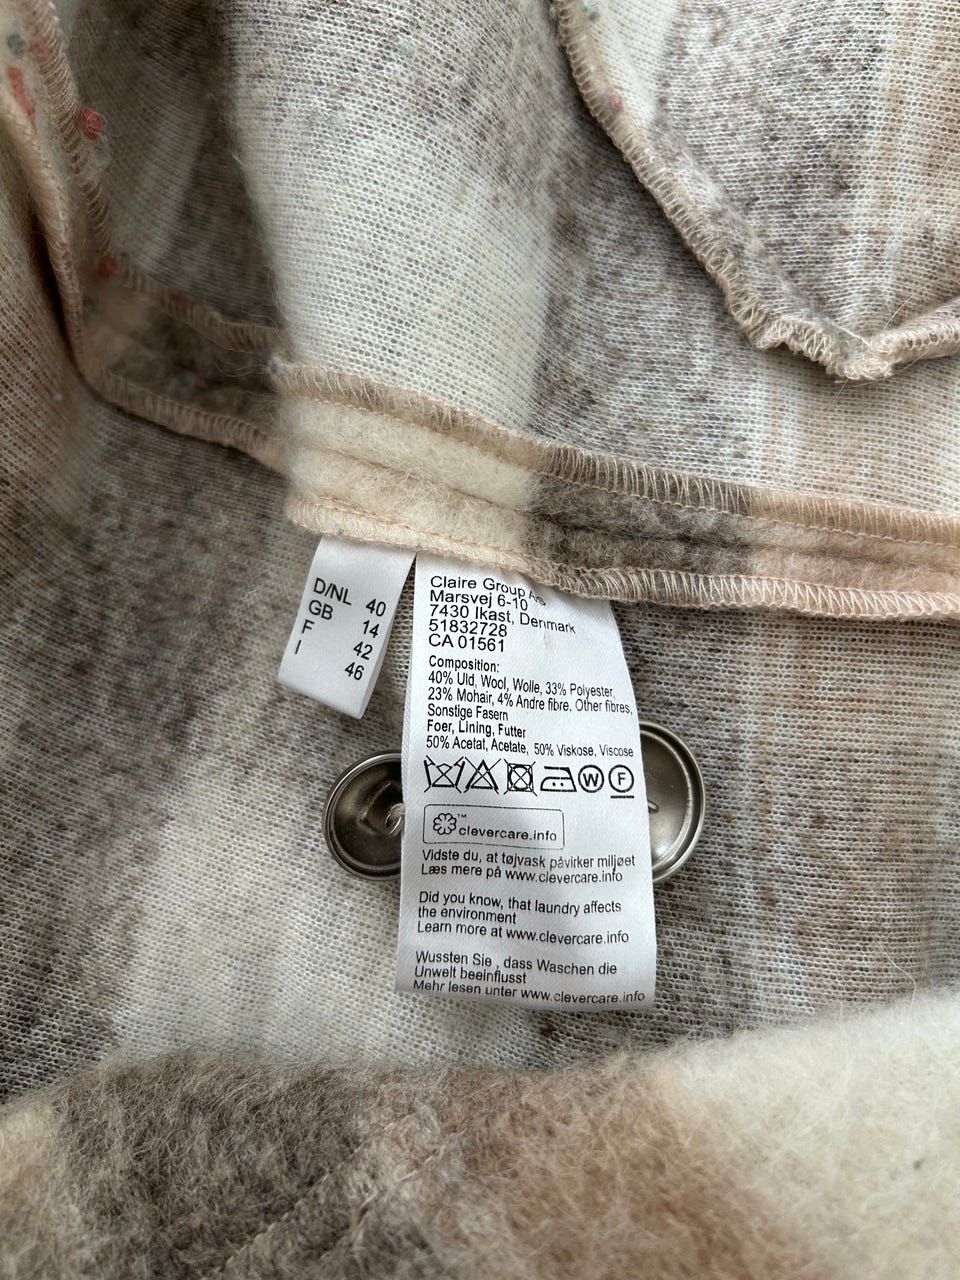 D/NL 40
GB 14
F 42
I 46
Claire Group AS
Marsvej 6-10
7430 Ikast, Denmark
51832728
CA 01561
Composition:
40% Uld, Wool, Wolle, 33% Polyester,
23% Mohair, 4% Andre fibre, Other fibres,
Sonstige Fasern
Foer, Lining, Futter
50% Acetat, Acetate, 50% Viskose, Viscose
W F
™
clevercare.info
Vidste du, at tøjvask påvirker miljøet
Læs mere på www.clevercare.info
Did you know, that laundry affects
the environment
Learn more at www.clevercare.info
Wussten Sie , dass Waschen die
Unwelt beeinflusst
Mehr lesen unter www.clevercare.info